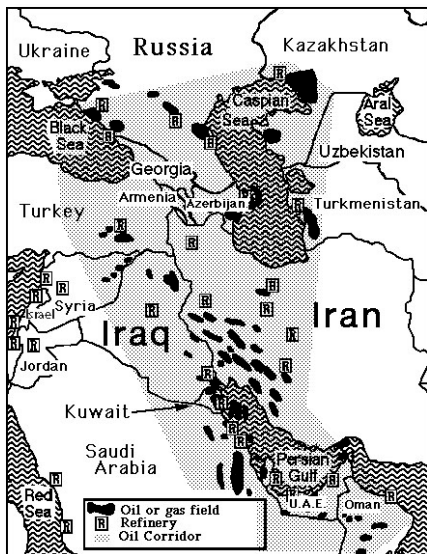 Ukraine
Russia
Kazakhstan
R
R
R
R
R
Caspian
Sea
Aral
Sea
Black
Sea
Uzbekistan
Georgia
Armenia
Azerbijan
Turkmenistan
R
Turkey
R
R
R
R
Syria
R
R
R
R
R
Iran
Israel
Iraq
R
R
R
R
Jordan
R
R
Kuwait
R
R
R
Saudi
Arabia
Persian
Gulf
R
R
R
Red
Sea
U.A.E.
Oman
R
R
Oil or gas field
R Refinery
Oil Corridor